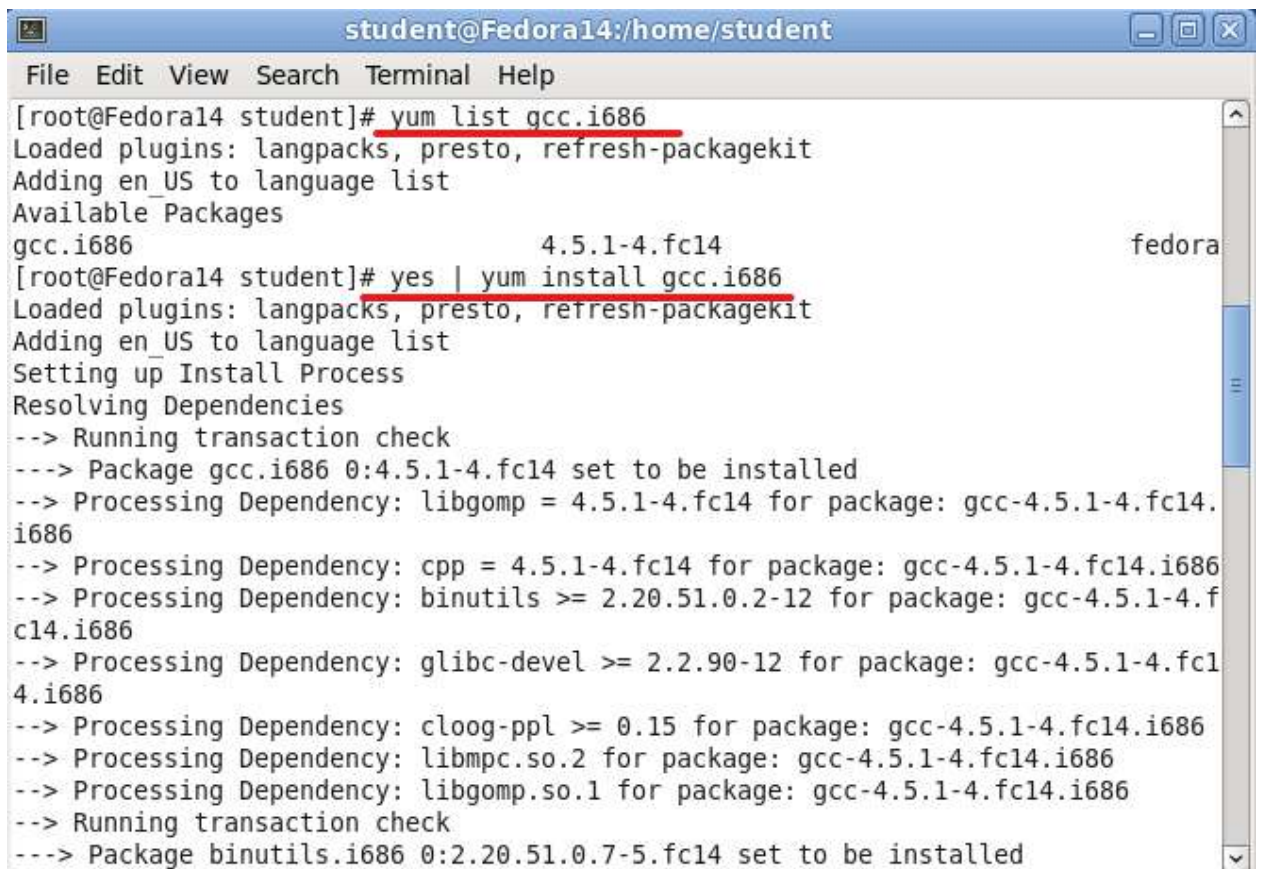 student@Fedora14:/home/student
File Edit View Search Terminal Help
[root@Fedora14 student]# yum list gcc.i686
Loaded plugins: langpacks, presto, refresh-packagekit
Adding en_US to language list
Available Packages
gcc.i686 4.5.1-4.fc14 fedora
[root@Fedora14 student]# yes | yum install gcc.i686
Loaded plugins: langpacks, presto, refresh-packagekit
Adding en_US to language list
Setting up Install Process
Resolving Dependencies
--> Running transaction check
---> Package gcc.i686 0:4.5.1-4.fc14 set to be installed
--> Processing Dependency: libgomp = 4.5.1-4.fc14 for package: gcc-4.5.1-4.fc14.
i686
--> Processing Dependency: cpp = 4.5.1-4.fc14 for package: gcc-4.5.1-4.fc14.i686
--> Processing Dependency: binutils >= 2.20.51.0.2-12 for package: gcc-4.5.1-4.f
c14.i686
--> Processing Dependency: glibc-devel >= 2.2.90-12 for package: gcc-4.5.1-4.fc1
4.i686
--> Processing Dependency: cloog-ppl >= 0.15 for package: gcc-4.5.1-4.fc14.i686
--> Processing Dependency: libmpc.so.2 for package: gcc-4.5.1-4.fc14.i686
--> Processing Dependency: libgomp.so.1 for package: gcc-4.5.1-4.fc14.i686
--> Running transaction check
---> Package binutils.i686 0:2.20.51.0.7-5.fc14 set to be installed